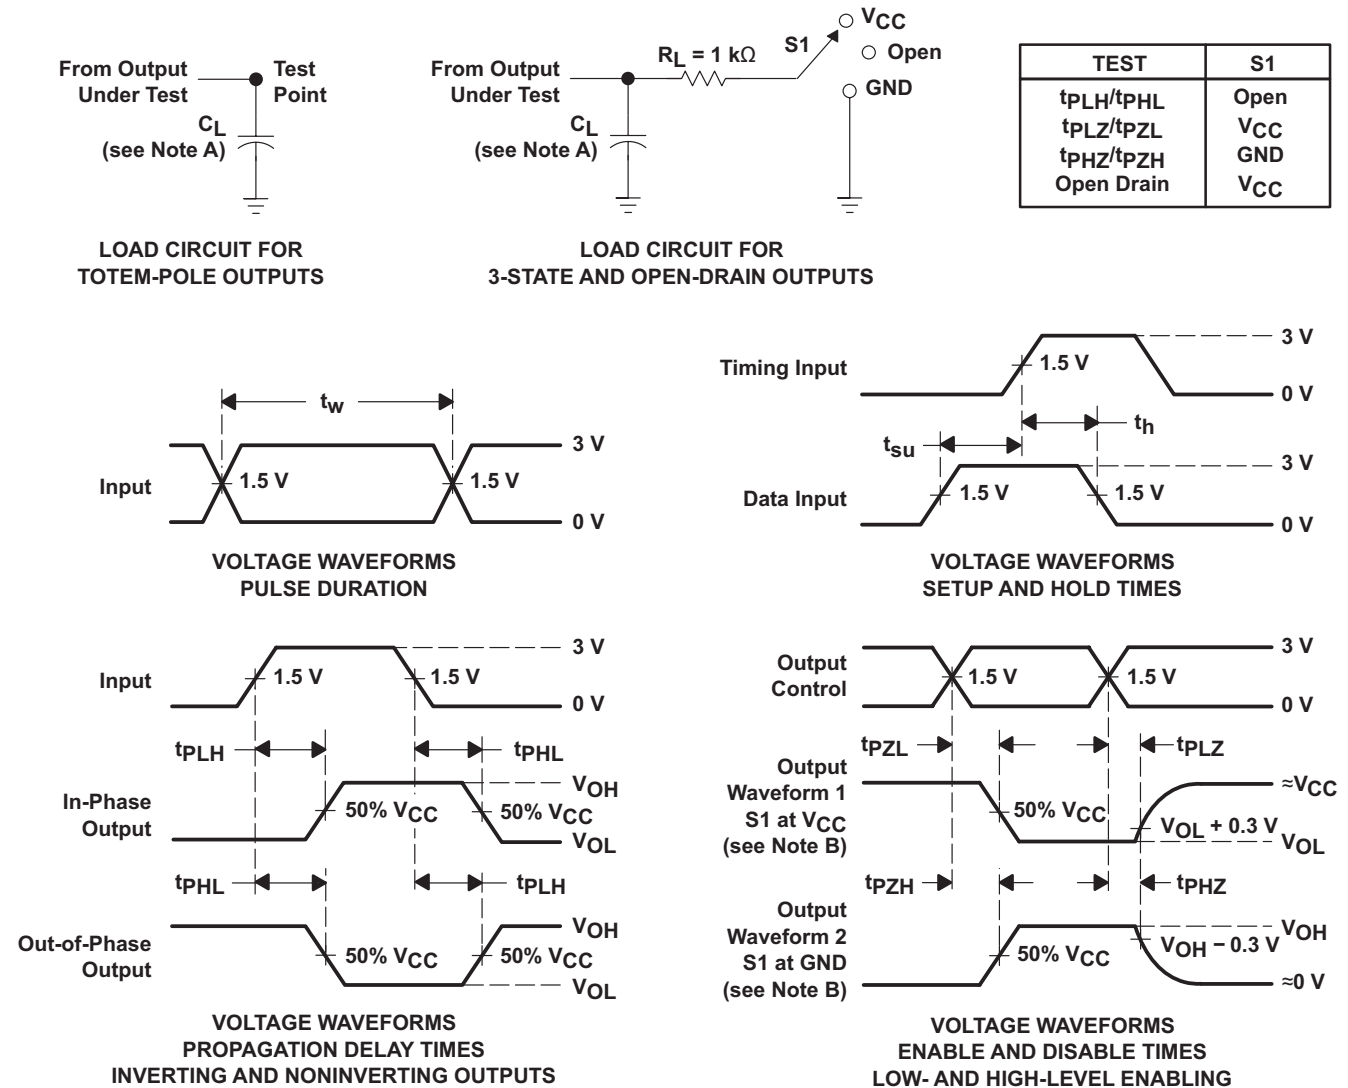 From Output
Under Test
Test
Point
CL
(see Note A)
LOAD CIRCUIT FOR
TOTEM-POLE OUTPUTS
From Output
Under Test
RL = 1 kΩ
S1
VCC
Open
GND
CL
(see Note A)
LOAD CIRCUIT FOR
3-STATE AND OPEN-DRAIN OUTPUTS
TEST S1
tPLH/tPHL Open
tPLZ/tPZL VCC
tPHZ/tPZH GND
Open Drain VCC
tw
Input
1.5 V
1.5 V
3 V
0 V
VOLTAGE WAVEFORMS
PULSE DURATION
Timing Input
1.5 V
3 V
0 V
th
tsu
Data Input
1.5 V
1.5 V
3 V
0 V
VOLTAGE WAVEFORMS
SETUP AND HOLD TIMES
Input
1.5 V
1.5 V
3 V
0 V
tPLH
tPHL
In-Phase
Output
50% VCC
50% VCC
VOH
VOL
tPHL
tPLH
Out-of-Phase
Output
50% VCC
50% VCC
VOH
VOL
VOLTAGE WAVEFORMS
PROPAGATION DELAY TIMES
INVERTING AND NONINVERTING OUTPUTS
Output
Control
1.5 V
1.5 V
3 V
0 V
tPZL
tPLZ
Output
Waveform 1
S1 at VCC
(see Note B)
50% VCC
≈VCC
VOL + 0.3 V
VOL
tPZH
tPHZ
Output
Waveform 2
S1 at GND
(see Note B)
50% VCC
VOH
VOH − 0.3 V
≈0 V
VOLTAGE WAVEFORMS
ENABLE AND DISABLE TIMES
LOW- AND HIGH-LEVEL ENABLING